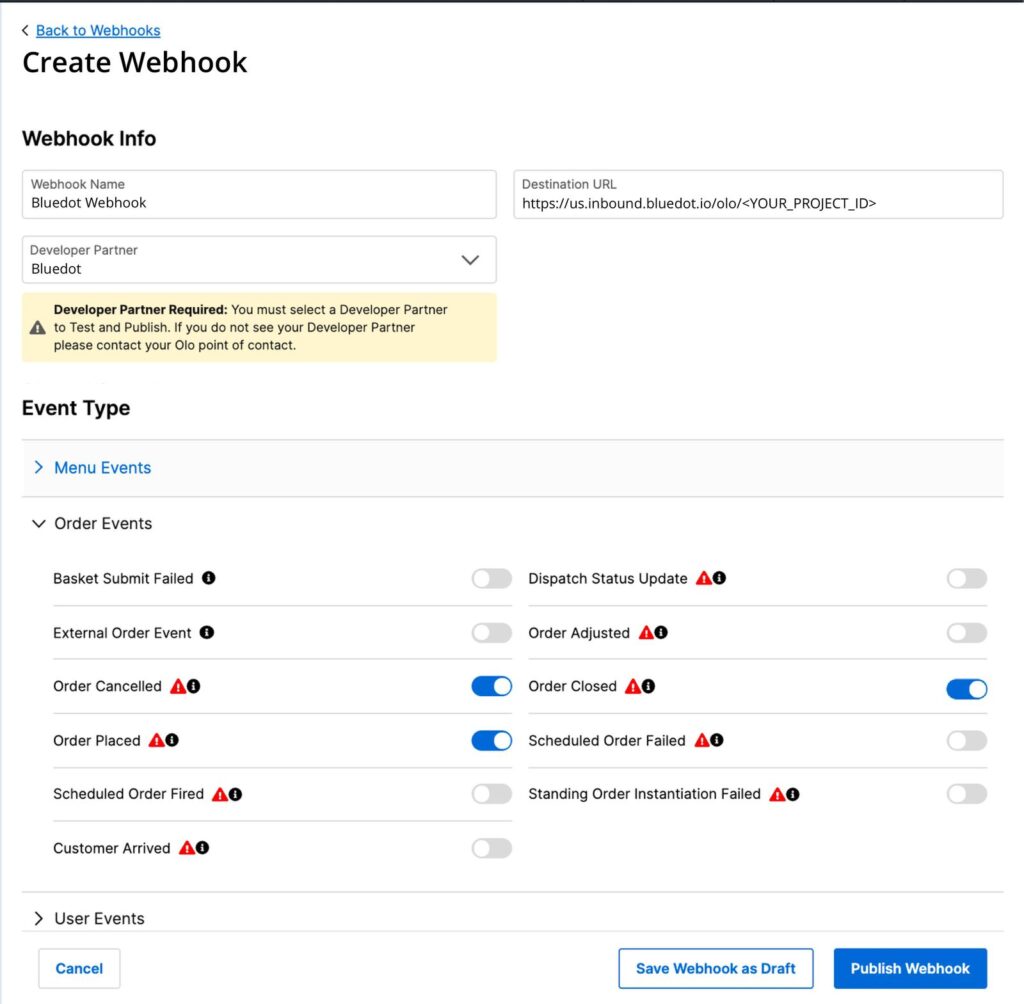 Back to Webhooks
Create Webhook
Webhook Info
Webhook Name
Bluedot Webhook
Destination URL
https://us.inbound.bluedot.io/olo/<YOUR_PROJECT_ID>
Developer Partner
Bluedot
Developer Partner Required: You must select a Developer Partner
to Test and Publish. If you do not see your Developer Partner
please contact your Olo point of contact.
Event Type
Menu Events
Order Events
Basket Submit Failed
Dispatch Status Update
External Order Event
Order Adjusted
Order Cancelled
Order Closed
Order Placed
Scheduled Order Failed
Scheduled Order Fired
Standing Order Instantiation Failed
Customer Arrived
User Events
Cancel
Save Webhook as Draft
Publish Webhook